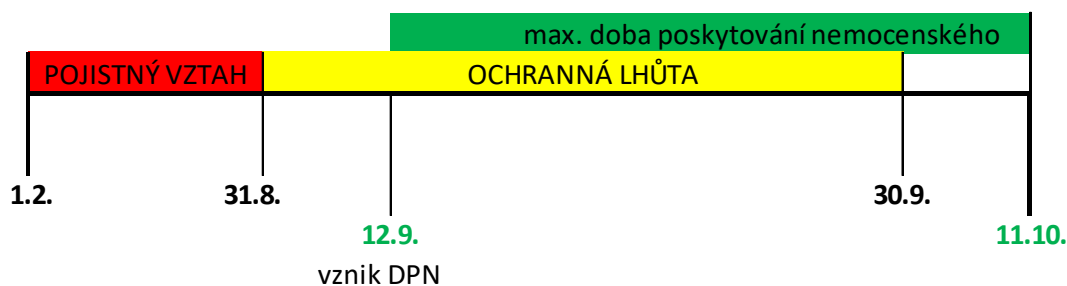 max. doba poskytování nemocenského
POJISTNÝ VZTAH OCHRANNÁ LHŮTA
1.2. 31.8. 30.9.
12.9. 11.10.
vznik DPN